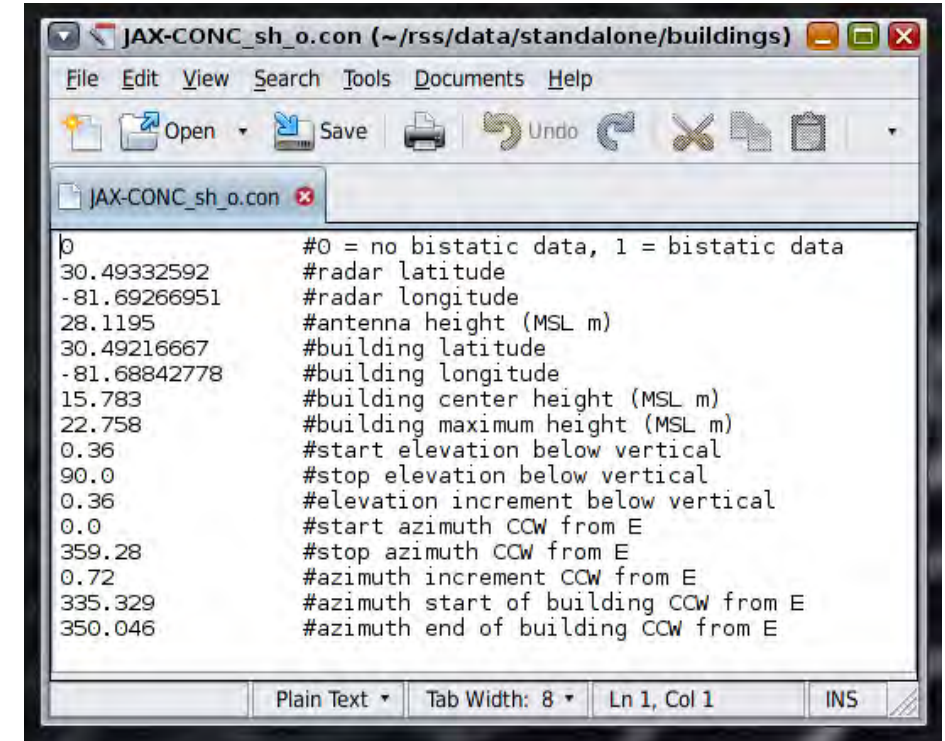 JAX-CONC_sh_o.con (~/rss/data/standalone/buildings)
File Edit View Search Tools Documents Help
Open Save Undo
JAX-CONC_sh_o.con
0 #0 = no bistatic data, 1 = bistatic data
30.49332592 #radar latitude
-81.69266951 #radar longitude
28.1195 #antenna height (MSL m)
30.49216667 #building latitude
-81.68842778 #building longitude
15.783 #building center height (MSL m)
22.758 #building maximum height (MSL m)
0.36 #start elevation below vertical
90.0 #stop elevation below vertical
0.36 #elevation increment below vertical
0.0 #start azimuth CCW from E
359.28 #stop azimuth CCW from E
0.72 #azimuth increment CCW from E
335.329 #azimuth start of building CCW from E
350.046 #azimuth end of building CCW from E
Plain Text Tab Width: 8 Ln 1, Col 1 INS